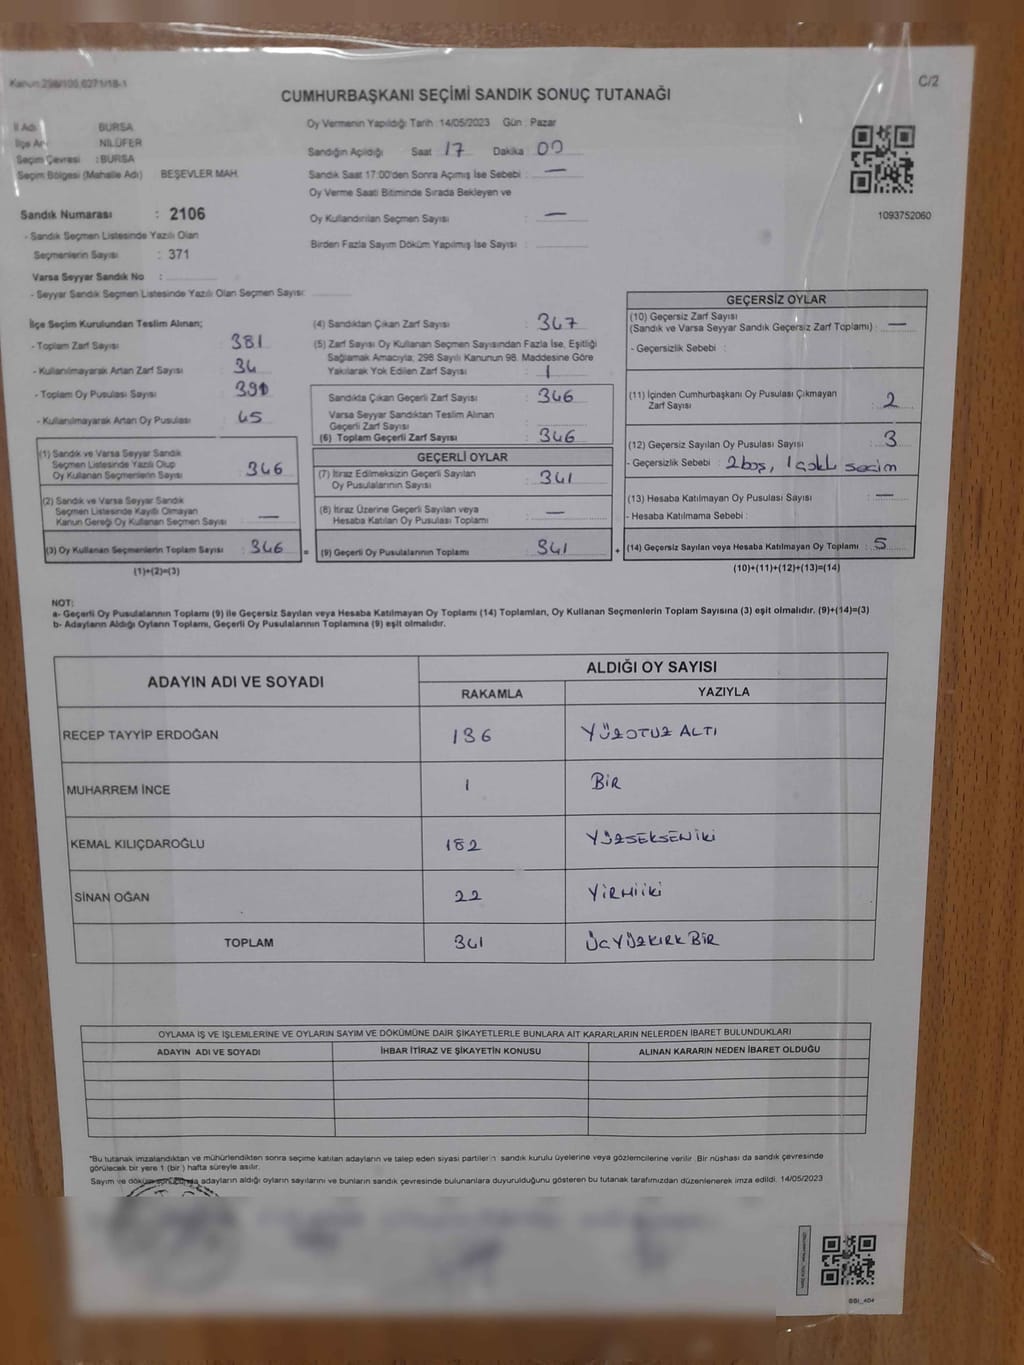 Kanun:298/105,6271/18-1
C/2
CUMHURBAŞKANI SEÇİMİ SANDIK SONUÇ TUTANAĞI
İl Adı BURSA
İlçe Adı NİLÜFER
Seçim Çevresi : BURSA
Seçim Bölgesi (Mahalle Adı) BEŞEVLER MAH.
Sandık Numarası : 2106
- Sandık Seçmen Listesinde Yazılı Olan
Seçmenlerin Sayısı : 371
Varsa Seyyar Sandık No :
- Seyyar Sandık Seçmen Listesinde Yazılı Olan Seçmen Sayısı:
Oy Vermenin Yapıldığı Tarih :14/05/2023 Gün : Pazar
Sandığın Açıldığı Saat 17 Dakika 00
Sandık Saat 17:00'den Sonra Açımış İse Sebebi : —
Oy Verme Saati Bitiminde Sırada Bekleyen ve
Oy Kullandırılan Seçmen Sayısı : —
Birden Fazla Sayım Döküm Yapılmış İse Sayısı :
1093752060
İlçe Seçim Kurulundan Teslim Alınan;
- Toplam Zarf Sayısı : 381
- Kullanılmayarak Artan Zarf Sayısı : 34
- Toplam Oy Pusulası Sayısı : 390
- Kullanılmayarak Artan Oy Pusulası : 45
(1) Sandık ve Varsa Seyyar Sandık
Seçmen Listesinde Yazılı Olup
Oy Kullanan Seçmenlerin Sayısı : 346
(2) Sandık ve Varsa Seyyar Sandık
Seçmen Listesinde Kayıtlı Olmayan
Kanun Gereği Oy Kullanan Seçmen Sayısı : —
(3) Oy Kullanan Seçmenlerin Toplam Sayısı : 346
(1)+(2)=(3)
(4) Sandıktan Çıkan Zarf Sayısı : 347
(5) Zarf Sayısı Oy Kullanan Seçmen Sayısından Fazla İse, Eşitliği
Sağlamak Amacıyla, 298 Sayılı Kanunun 98. Maddesine Göre
Yakılarak Yok Edilen Zarf Sayısı : 1
Sandıkta Çıkan Geçerli Zarf Sayısı : 346
Varsa Seyyar Sandıktan Teslim Alınan
Geçerli Zarf Sayısı :
(6) Toplam Geçerli Zarf Sayısı : 346
GEÇERLİ OYLAR
(7) İtiraz Edilmeksizin Geçerli Sayılan
Oy Pusulalarının Sayısı : 341
(8) İtiraz Üzerine Geçerli Sayılan veya
Hesaba Katılan Oy Pusulası Toplamı : —
= (9) Geçerli Oy Pusulalarının Toplamı : 341
GEÇERSİZ OYLAR
(10) Geçersiz Zarf Sayısı
(Sandık ve Varsa Seyyar Sandık Geçersiz Zarf Toplamı) : —
- Geçersizlik Sebebi :
(11) İçinden Cumhurbaşkanı Oy Pusulası Çıkmayan
Zarf Sayısı : 2
(12) Geçersiz Sayılan Oy Pusulası Sayısı : 3
- Geçersizlik Sebebi : 2 boş, 1 çoklu seçim
(13) Hesaba Katılmayan Oy Pusulası Sayısı : —
- Hesaba Katılmama Sebebi :
+ (14) Geçersiz Sayılan veya Hesaba Katılmayan Oy Toplamı : 5
(10)+(11)+(12)+(13)=(14)
NOT:
a- Geçerli Oy Pusulalarının Toplamı (9) ile Geçersiz Sayılan veya Hesaba Katılmayan Oy Toplamı (14) Toplamları, Oy Kullanan Seçmenlerin Toplam Sayısına (3) eşit olmalıdır. (9)+(14)=(3)
b- Adayların Aldığı Oyların Toplamı, Geçerli Oy Pusulalarının Toplamına (9) eşit olmalıdır.
ADAYIN ADI VE SOYADI ALDIĞI OY SAYISI
RAKAMLA YAZIYLA
RECEP TAYYİP ERDOĞAN 136 YÜZOTUZ ALTI
MUHARREM İNCE 1 BİR
KEMAL KILIÇDAROĞLU 182 YÜZSEKSENİKİ
SİNAN OĞAN 22 YİRMİİKİ
TOPLAM 341 ÜÇYÜZKIRK BİR
OYLAMA İŞ VE İŞLEMLERİNE VE OYLARIN SAYIM VE DÖKÜMÜNE DAİR ŞİKAYETLERLE BUNLARA AİT KARARLARIN NELERDEN İBARET BULUNDUKLARI
ADAYIN ADI VE SOYADI İHBAR İTİRAZ VE ŞİKAYETİN KONUSU ALINAN KARARIN NEDEN İBARET OLDUĞU
*Bu tutanak imzalandıktan ve mühürlendikten sonra seçime katılan adayların ve talep eden siyasi partilerin sandık kurulu üyelerine veya gözlemcilerine verilir. Bir nüshası da sandık çevresinde
görülecek bir yere 1 (bir ) hafta süreyle asılır.
Sayım ve döküm sonucunda adayların aldığı oyların sayılarını ve bunların sandık çevresinde bulunanlara duyurulduğunu gösteren bu tutanak tarafımızdan düzenlenerek imza edildi. 14/05/2023